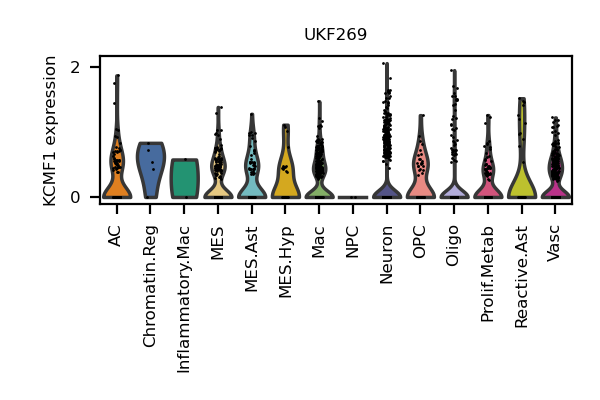 UKF269
KCMF1 expression
2
0
AC
Chromatin.Reg
Inflammatory.Mac
MES
MES.Ast
MES.Hyp
Mac
NPC
Neuron
OPC
Oligo
Prolif.Metab
Reactive.Ast
Vasc